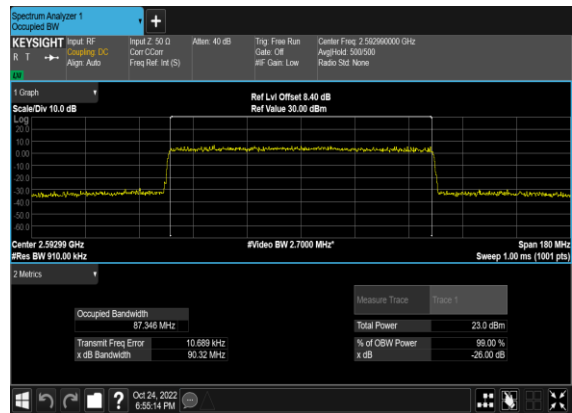 Spectrum Analyzer 1
Occupied BW
KEYSIGHT
R T
LW
Input: RF
Coupling: DC
Align: Auto
Input Z: 50 Ω
Corr CCorr
Freq Ref: Int (S)
Atten: 40 dB
Trig: Free Run
Gate: Off
#IF Gain: Low
Center Freq: 2.592990000 GHz
Avg|Hold: 500/500
Radio Std: None
1 Graph
Scale/Div 10.0 dB
Ref Lvl Offset 8.40 dB
Ref Value 30.00 dBm
Log
20.0
10.0
0.00
-10.0
-20.0
-30.0
-40.0
-50.0
-60.0
Center 2.59299 GHz
#Res BW 910.00 kHz
#Video BW 2.7000 MHz*
Span 180 MHz
Sweep 1.00 ms (1001 pts)
2 Metrics
Measure Trace Trace 1
Occupied Bandwidth
87.346 MHz
Total Power 23.0 dBm
Transmit Freq Error 10.689 kHz
% of OBW Power 99.00 %
x dB Bandwidth 90.32 MHz
x dB -26.00 dB
?
Oct 24, 2022
6:55:14 PM